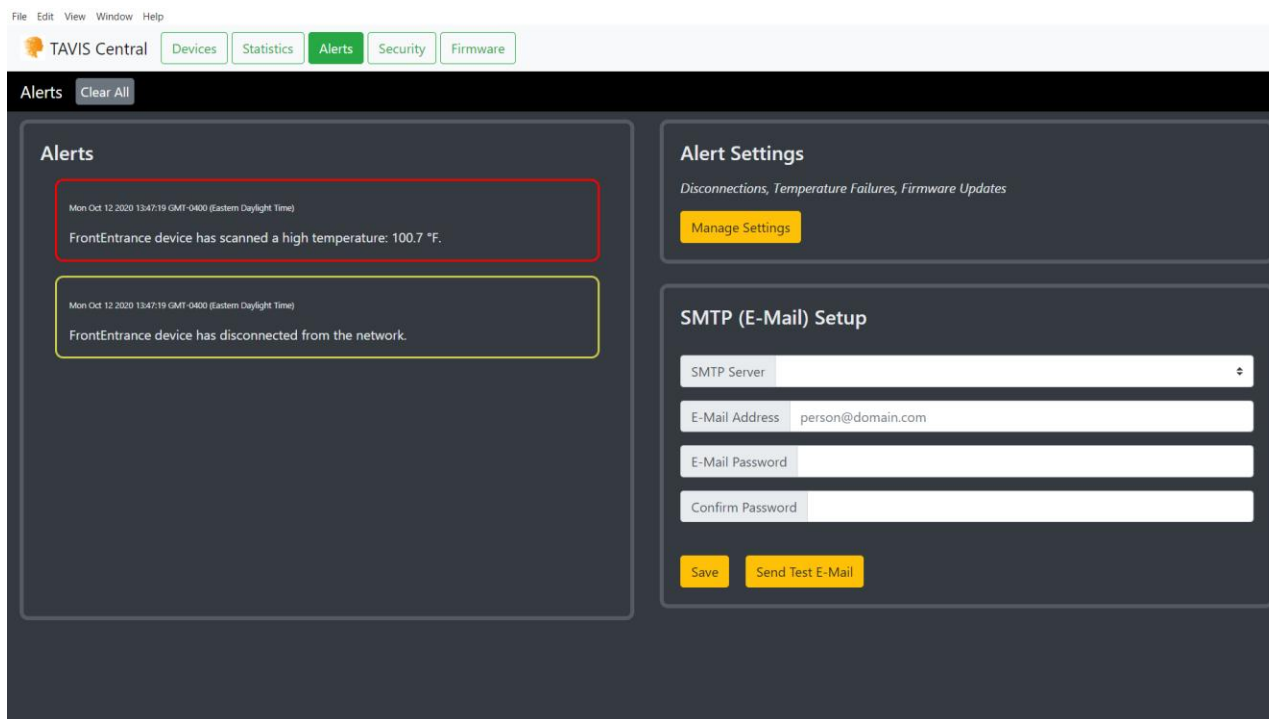 File Edit View Window Help
TAVIS Central Devices Statistics Alerts Security Firmware
Alerts Clear All
Alerts
Mon Oct 12 2020 13:47:19 GMT-0400 (Eastern Daylight Time)
FrontEntrance device has scanned a high temperature: 100.7 °F.
Mon Oct 12 2020 13:47:19 GMT-0400 (Eastern Daylight Time)
FrontEntrance device has disconnected from the network.
Alert Settings
Disconnections, Temperature Failures, Firmware Updates
Manage Settings
SMTP (E-Mail) Setup
SMTP Server
E-Mail Address person@domain.com
E-Mail Password
Confirm Password
Save Send Test E-Mail